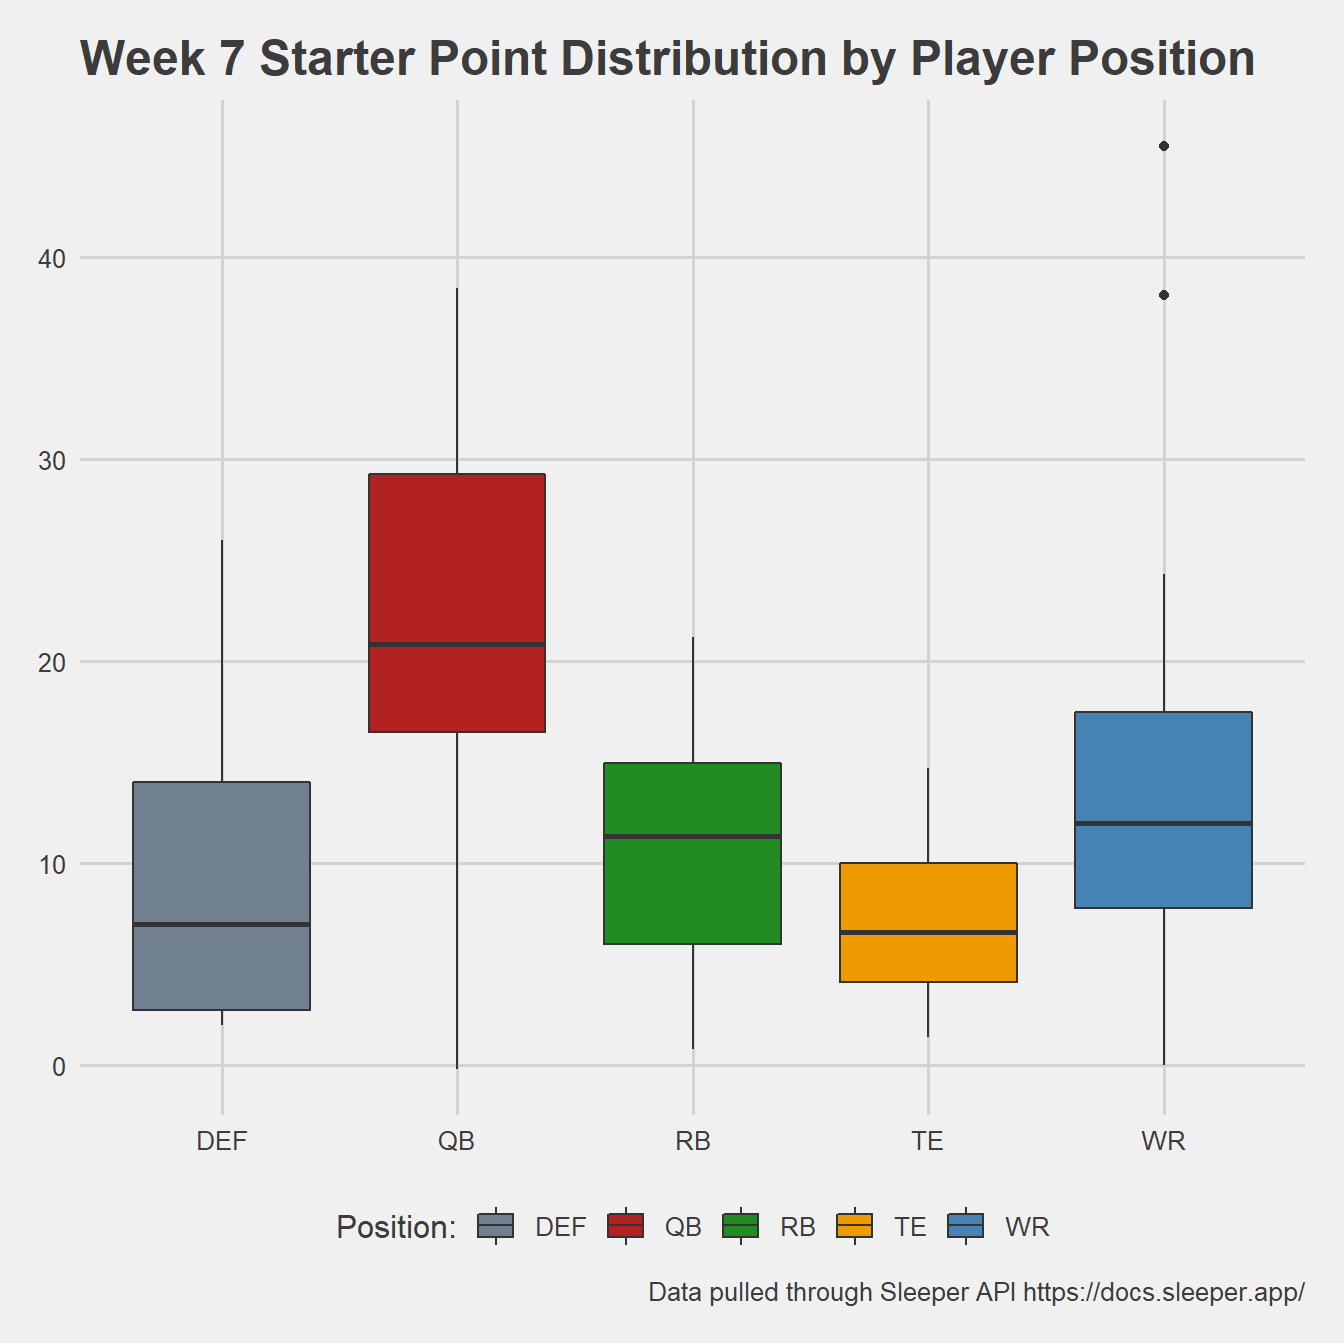 Week 7 Starter Point Distribution by Player Position
40
30
20
10
0
DEF QB RB TE WR
Position: DEF QB RB TE WR
Data pulled through Sleeper API https://docs.sleeper.app/